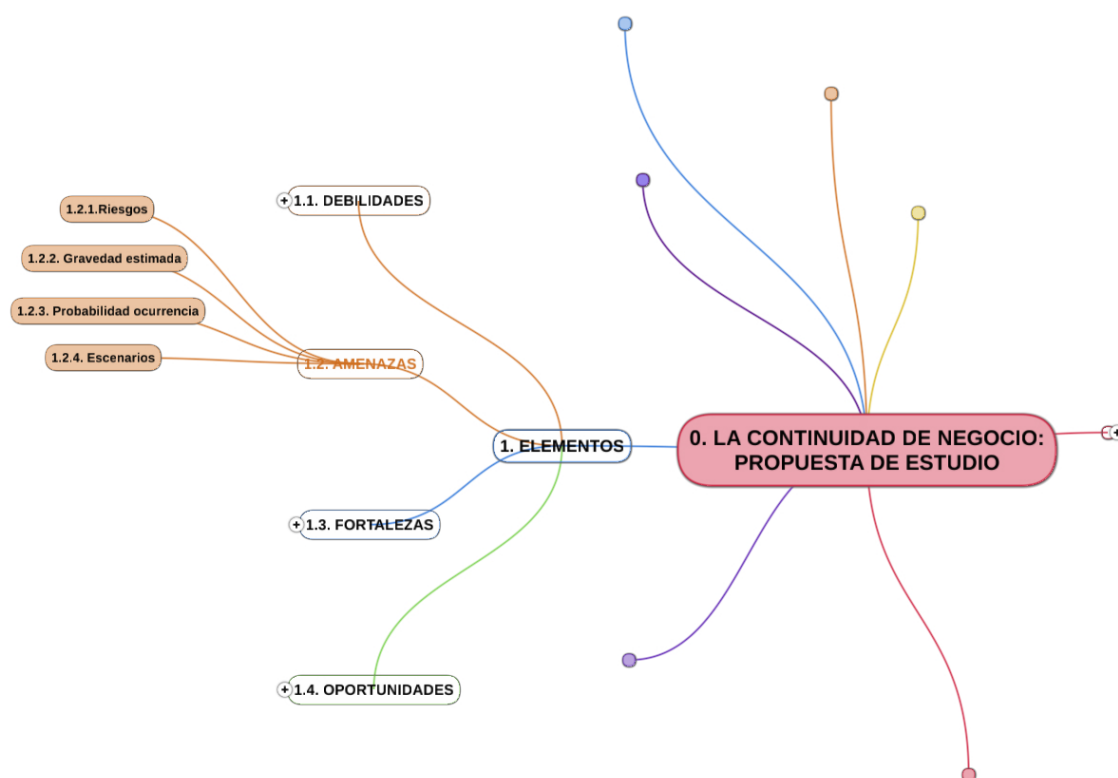 1.1. DEBILIDADES
1.2.1.Riesgos
1.2.2. Gravedad estimada
1.2.3. Probabilidad ocurrencia
1.2.4. Escenarios
1.2. AMENAZAS
1. ELEMENTOS
0. LA CONTINUIDAD DE NEGOCIO:
PROPUESTA DE ESTUDIO
1.3. FORTALEZAS
1.4. OPORTUNIDADES